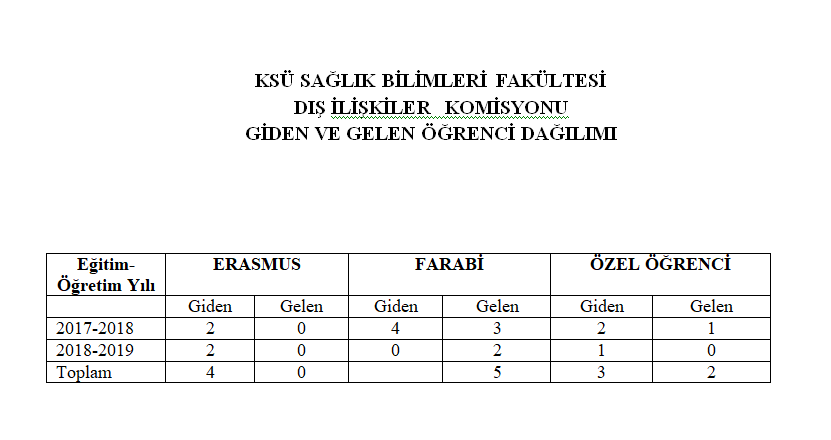 KSÜ SAĞLIK BİLİMLERİ FAKÜLTESİ
DIŞ İLİŞKİLER KOMİSYONU
GİDEN VE GELEN ÖĞRENCİ DAĞILIMI
Eğitim-Öğretim Yılı ERASMUS FARABİ ÖZEL ÖĞRENCİ
Giden Gelen Giden Gelen Giden Gelen
2017-2018 2 0 4 3 2 1
2018-2019 2 0 0 2 1 0
Toplam 4 0 5 3 2